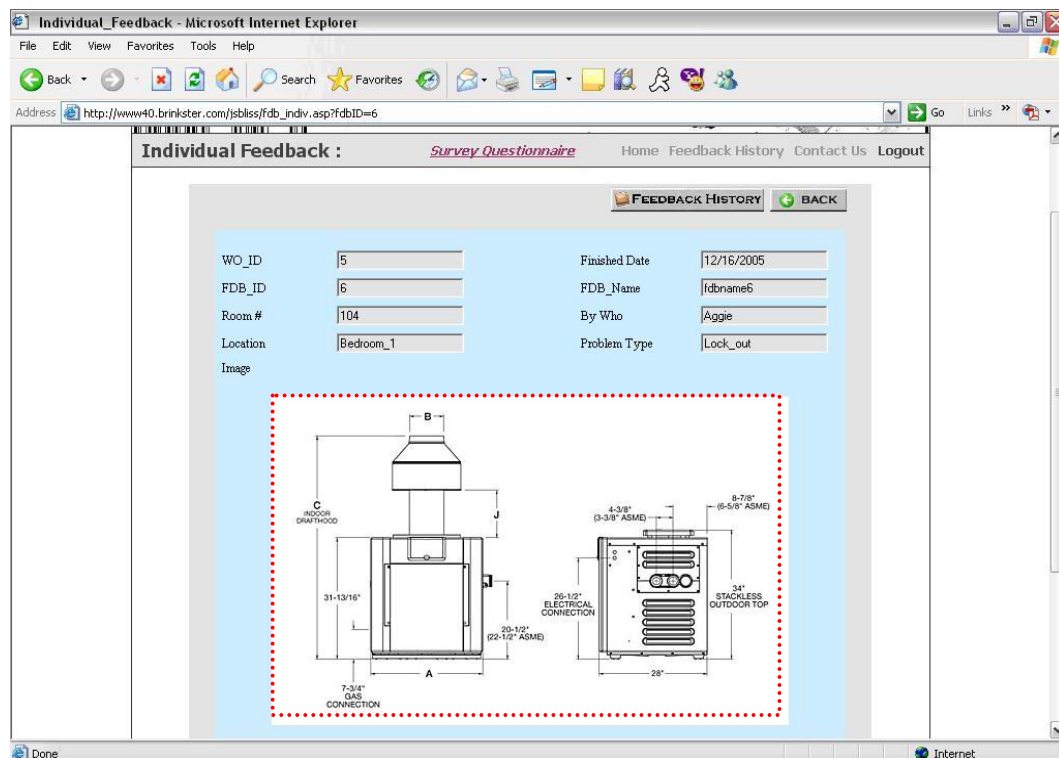 Individual_Feedback - Microsoft Internet Explorer
File Edit View Favorites Tools Help
Back Search Favorites
Address http://www40.brinkster.com/jsbliss/fdb_indiv.asp?fdbID=6 Go Links »
Individual Feedback : Survey Questionnaire Home Feedback History Contact Us Logout
FEEDBACK HISTORY BACK
WO_ID 5 Finished Date 12/16/2005
FDB_ID 6 FDB_Name fdbname6
Room # 104 By Who Aggie
Location Bedroom_1 Problem Type Lock_out
Image
B
C
INDOOR
DRAFTHOOD
J
31-13/16"
20-1/2"
(22-1/2" ASME)
A
7-3/4"
GAS
CONNECTION
4-3/8"
(3-3/8" ASME)
8-7/8"
(6-5/8" ASME)
26-1/2"
ELECTRICAL
CONNECTION
34"
STACKLESS
OUTDOOR TOP
28"
Done Internet